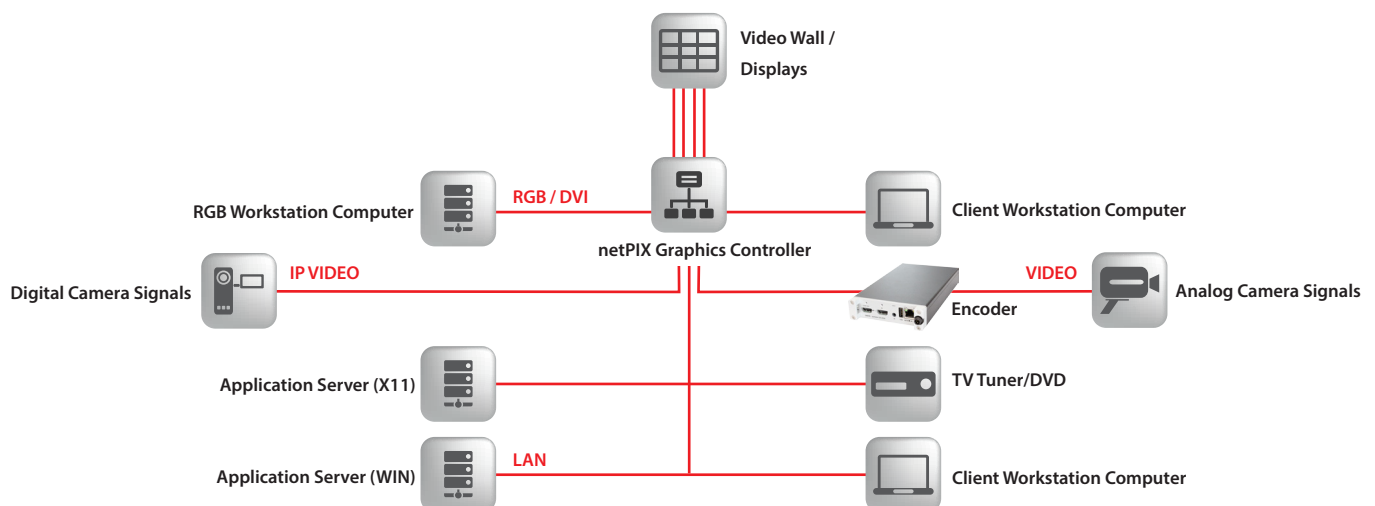 Video Wall /
Displays
RGB Workstation Computer
RGB / DVI
Client Workstation Computer
netPIX Graphics Controller
Digital Camera Signals
IP VIDEO
Encoder
VIDEO
Analog Camera Signals
Application Server (X11)
TV Tuner/DVD
Application Server (WIN)
LAN
Client Workstation Computer